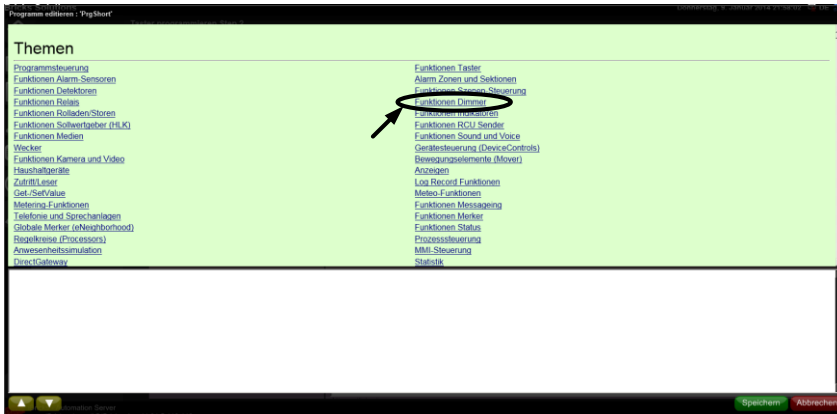 Programm editieren : 'PrgShort'
Themen
Programmsteuerung
Funktionen Alarm-Sensoren
Funktionen Detektoren
Funktionen Relais
Funktionen Rolladen/Storen
Funktionen Sollwertgeber (HLK)
Funktionen Medien
Wecker
Funktionen Kamera und Video
Haushaltgeräte
Zutritt/Leser
Get-/SetValue
Metering-Funktionen
Telefonie und Sprechanlagen
Globale Merker (eNeighborhood)
Regelkreise (Processors)
Anwesenheitssimulation
DirectGateway
Funktionen Taster
Alarm Zonen und Sektionen
Funktionen Szenen-Steuerung
Funktionen Dimmer
Funktionen Indikatoren
Funktionen RCU Sender
Funktionen Sound und Voice
Gerätesteuerung (DeviceControls)
Bewegungselemente (Mover)
Anzeigen
Log Record Funktionen
Meteo-Funktionen
Funktionen Messageing
Funktionen Merker
Funktionen Status
Prozesssteuerung
MMI-Steuerung
Statistik
Automation Server
Speichern
Abbrechen